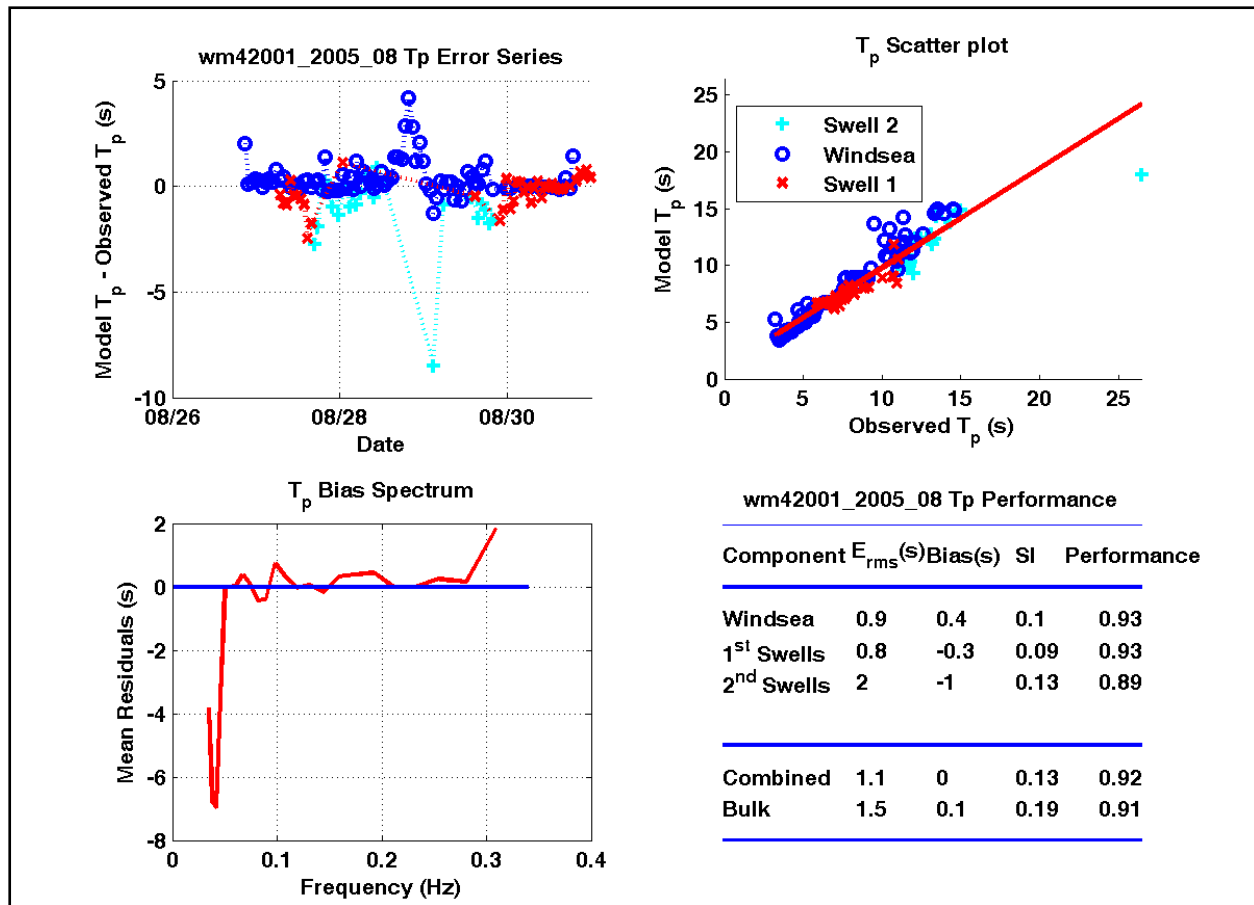 wm42001_2005_08 Tp Error Series
Model Tp - Observed Tp (s)
5
0
-5
-10
08/26
08/28
08/30
Date
Tp Scatter plot
Model Tp (s)
25
20
15
10
5
0
Swell 2
Windsea
Swell 1
0
5
10
15
20
25
Observed Tp (s)
Tp Bias Spectrum
Mean Residuals (s)
2
0
-2
-4
-6
-8
0
0.1
0.2
0.3
0.4
Frequency (Hz)
wm42001_2005_08 Tp Performance
Component Erms(s) Bias(s) SI Performance
Windsea 0.9 0.4 0.1 0.93
1st Swells 0.8 -0.3 0.09 0.93
2nd Swells 2 -1 0.13 0.89
Combined 1.1 0 0.13 0.92
Bulk 1.5 0.1 0.19 0.91